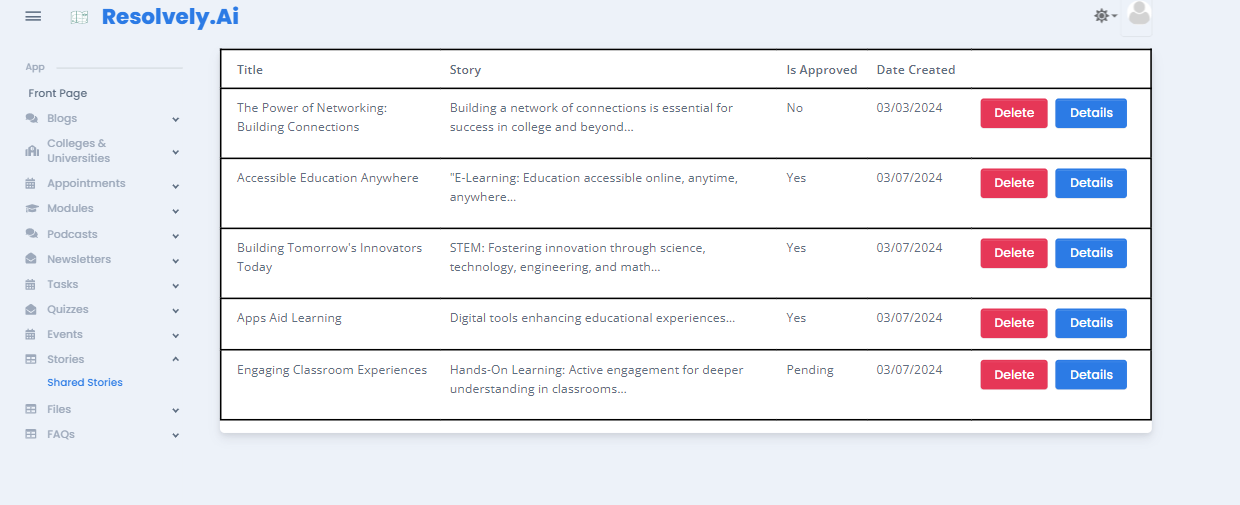 Resolvely.Ai
App
Front Page
Blogs
Colleges &
Universities
Appointments
Modules
Podcasts
Newsletters
Tasks
Quizzes
Events
Stories
Shared Stories
Files
FAQs
Title Story Is Approved Date Created
The Power of Networking: Building a network of connections is essential for No 03/03/2024 Delete Details
Building Connections success in college and beyond...
Accessible Education Anywhere "E-Learning: Education accessible online, anytime, Yes 03/07/2024 Delete Details
anywhere...
Building Tomorrow's Innovators STEM: Fostering innovation through science, Yes 03/07/2024 Delete Details
Today technology, engineering, and math...
Apps Aid Learning Digital tools enhancing educational experiences... Yes 03/07/2024 Delete Details
Engaging Classroom Experiences Hands-On Learning: Active engagement for deeper Pending 03/07/2024 Delete Details
understanding in classrooms...